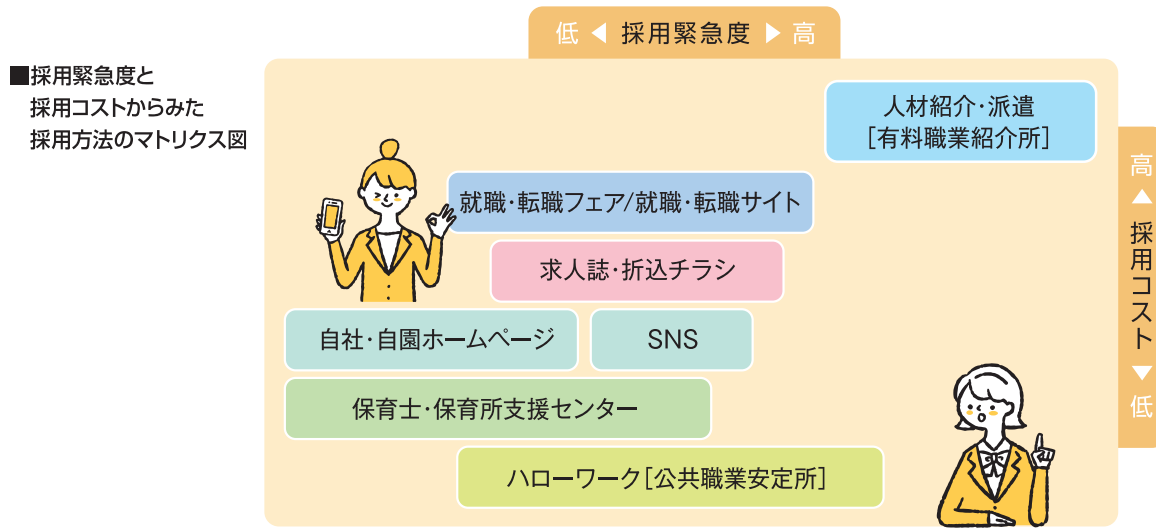 低 ◀ 採用緊急度 ▶ 高
■採用緊急度と
採用コストからみた
採用方法のマトリクス図
人材紹介・派遣
[有料職業紹介所]
就職・転職フェア/就職・転職サイト
求人誌・折込チラシ
自社・自園ホームページ
SNS
保育士・保育所支援センター
ハローワーク[公共職業安定所]
高 ▲ 採用コスト ▼ 低